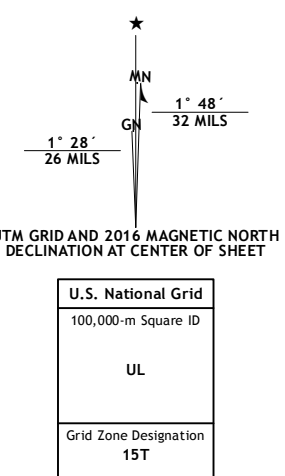 ★
MN
GN
1° 48´
32 MILS
1° 28´
26 MILS
UTM GRID AND 2016 MAGNETIC NORTH
DECLINATION AT CENTER OF SHEET
U.S. National Grid
100,000-m Square ID
UL
Grid Zone Designation
15T